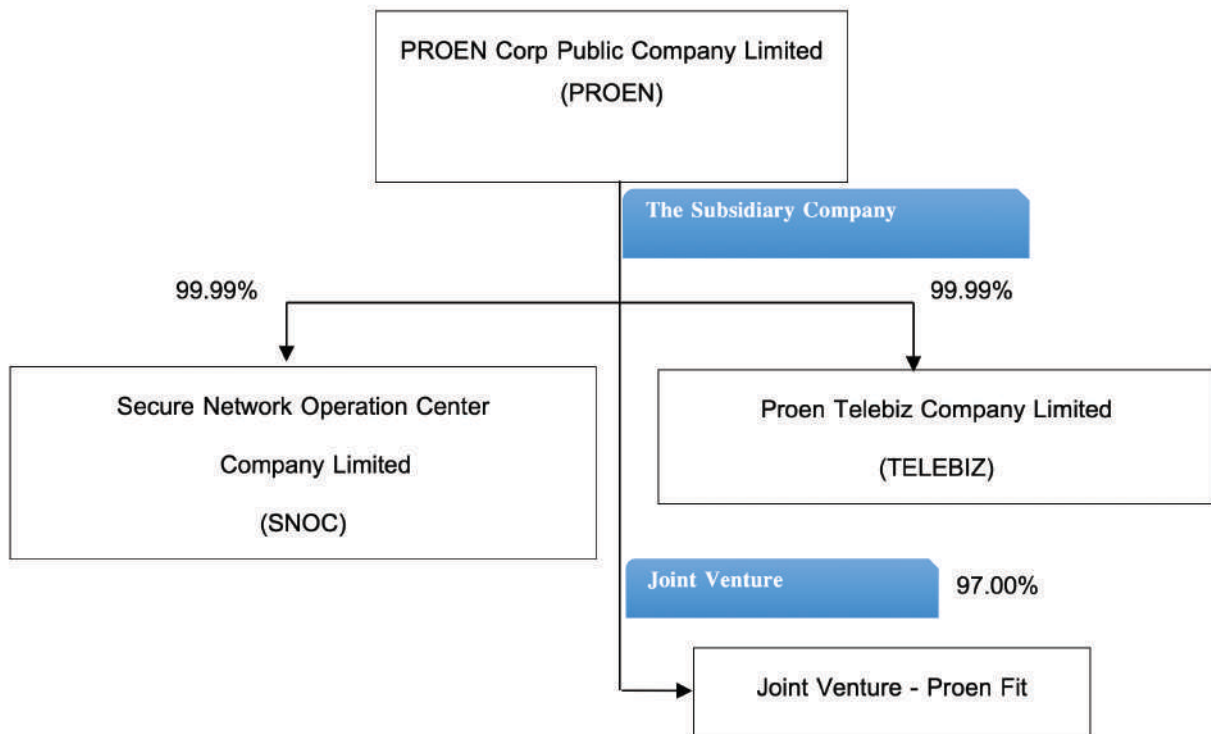 PROEN Corp Public Company Limited
(PROEN)
The Subsidiary Company
99.99%
99.99%
Secure Network Operation Center
Company Limited
(SNOC)
Proen Telebiz Company Limited
(TELEBIZ)
Joint Venture
97.00%
Joint Venture - Proen Fit